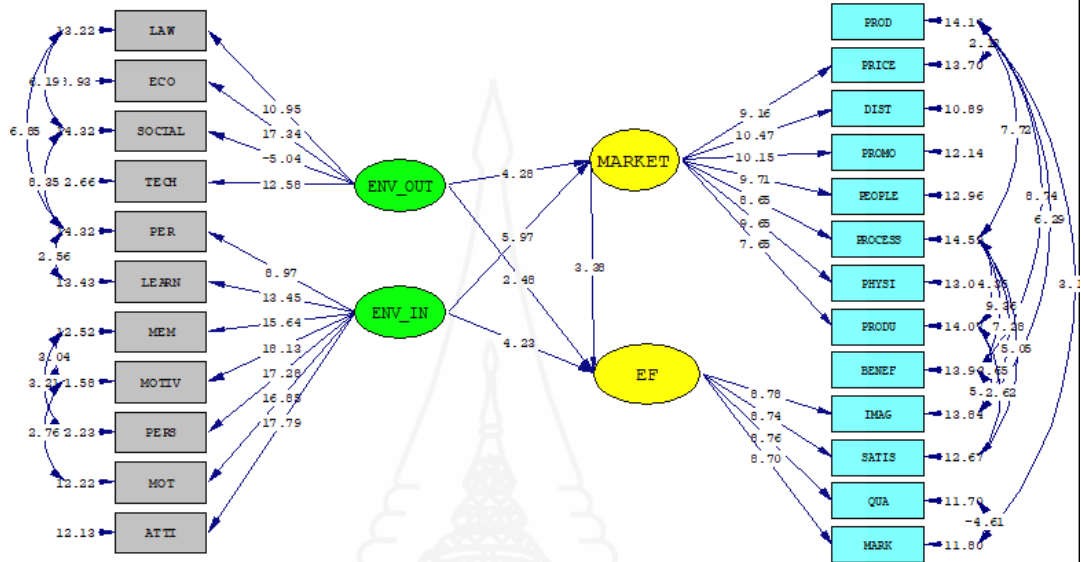 LAW
ECO
SOCIAL
TECH
PER
LEARN
MEM
MOTIV
PERS
MOT
ATTI
13.22
6.19
14.32
6.85
8.35
2.66
14.32
2.56
13.43
12.52
3.04
3.21
1.58
2.76
2.23
12.22
12.13
10.95
17.34
-5.04
12.58
8.97
13.45
15.64
18.13
17.28
16.85
17.79
ENV_OUT
ENV_IN
4.28
5.97
2.48
3.38
4.23
MARKET
EF
9.16
10.47
10.15
9.71
8.65
9.65
7.65
8.78
8.74
8.76
8.70
PROD
PRICE
DIST
PROMO
PEOPLE
PROCESS
PHYSI
PRODU
BENEF
IMAG
SATIS
QUA
MARK
14.14
13.70
10.89
12.14
7.72
12.96
8.74
6.29
14.59
13.04
9.36
14.07
7.28
5.05
2.62
13.84
12.67
11.70
-4.61
11.80